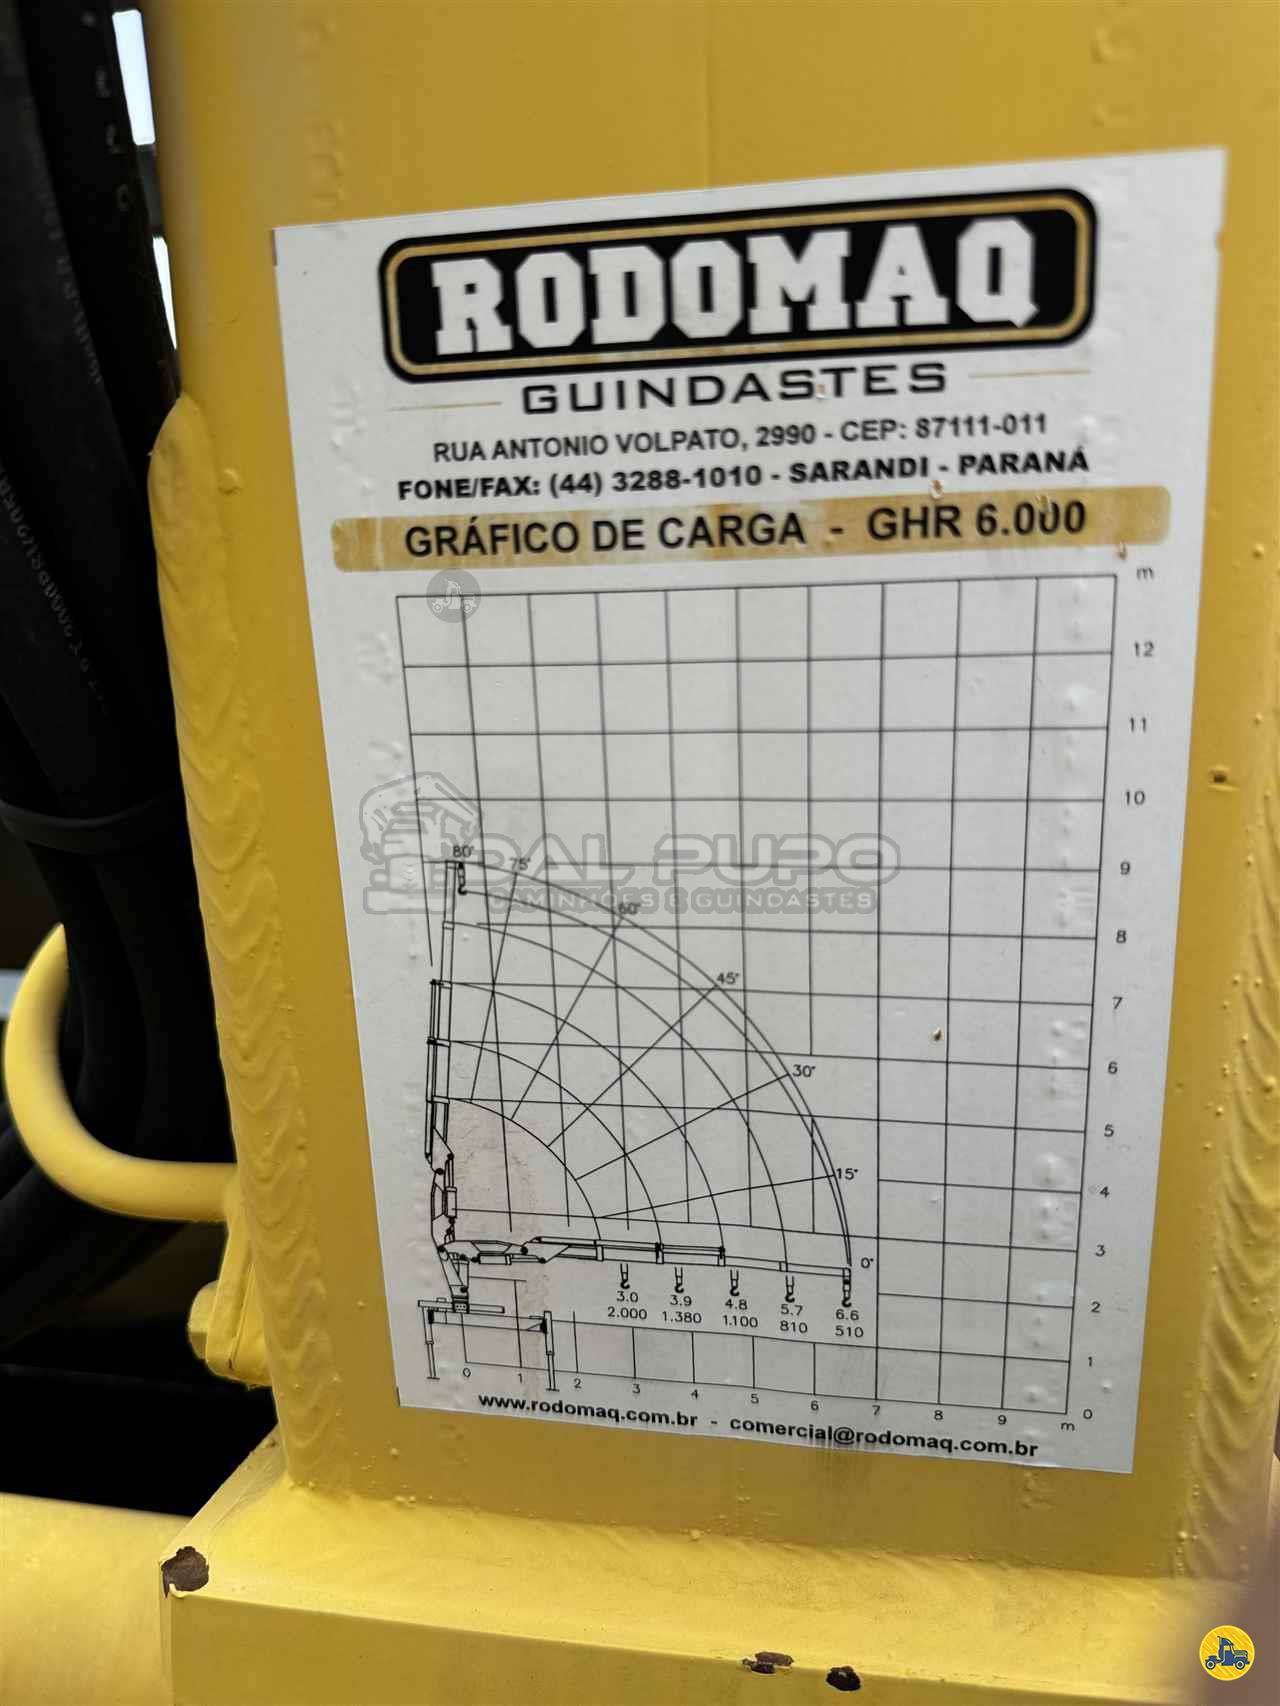 RODOMAQ
GUINDASTES
RUA ANTONIO VOLPATO, 2990 - CEP: 87111-011
FONE/FAX: (44) 3288-1010 - SARANDI - PARANÁ
GRÁFICO DE CARGA - GHR 6.000
m
12
11
10
9
8
7
6
5
4
3
2
1
0
DAL PUPO
CAMINHÕES E GUINDASTES
80°
75°
60°
45°
30°
15°
0°
3.0 3.9 4.8 5.7 6.6
2.000 1.380 1.100 810 510
0 1 2 3 4 5 6 7 8 9 m
www.rodomaq.com.br - comercial@rodomaq.com.br